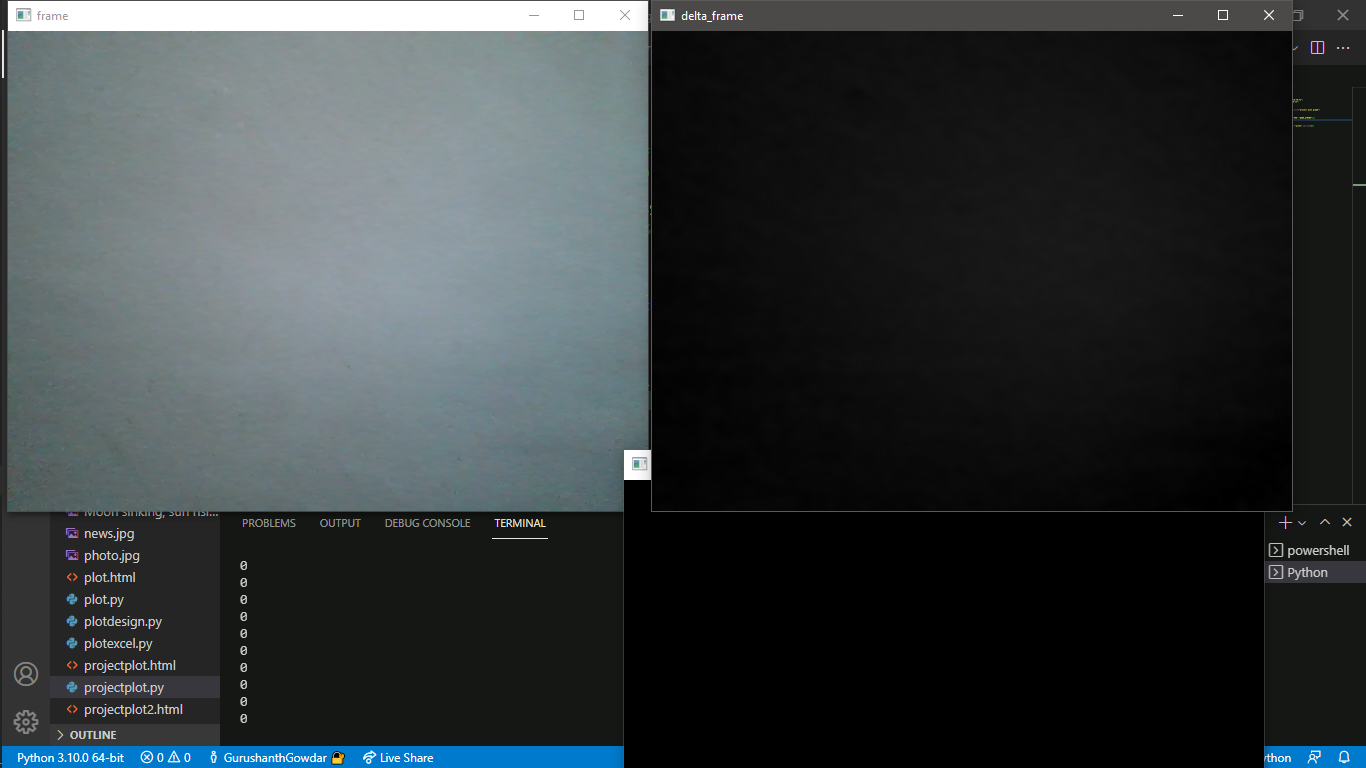 frame
delta_frame
Moon sinking, sun risi...
news.jpg
photo.jpg
plot.html
plot.py
plotdesign.py
plotexcel.py
projectplot.html
projectplot.py
projectplot2.html
OUTLINE
PROBLEMS OUTPUT DEBUG CONSOLE TERMINAL
0
0
0
0
0
0
0
0
0
0
powershell
Python
Python 3.10.0 64-bit 0 0 GurushanthGowdar Live Share
thon